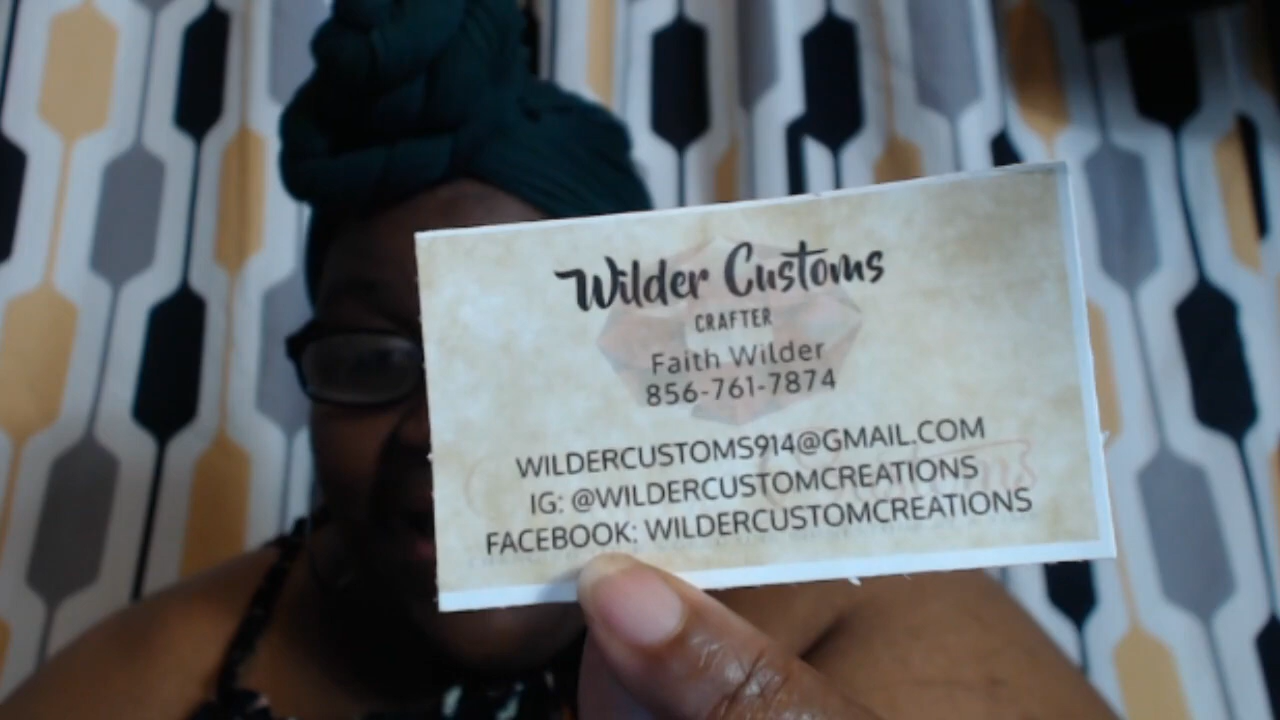 Wilder Customs
CRAFTER
Faith Wilder
856-761-7874
WILDERCUSTOMS914@GMAIL.COM
IG: @WILDERCUSTOMCREATIONS
FACEBOOK: WILDERCUSTOMCREATIONS